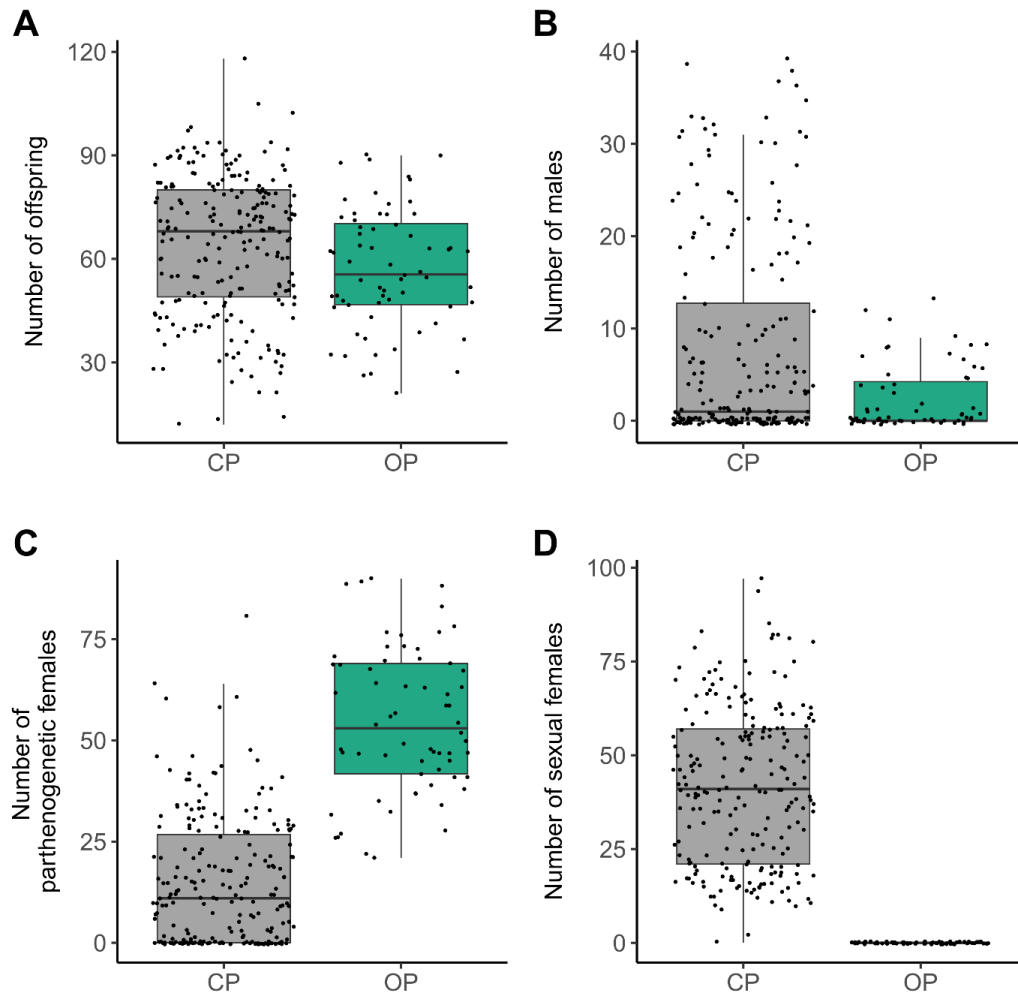 A
Number of offspring
120
90
60
30
CP
OP
B
Number of males
40
30
20
10
0
CP
OP
C
Number of
parthenogenetic females
75
50
25
0
CP
OP
D
Number of sexual females
100
75
50
25
0
CP
OP